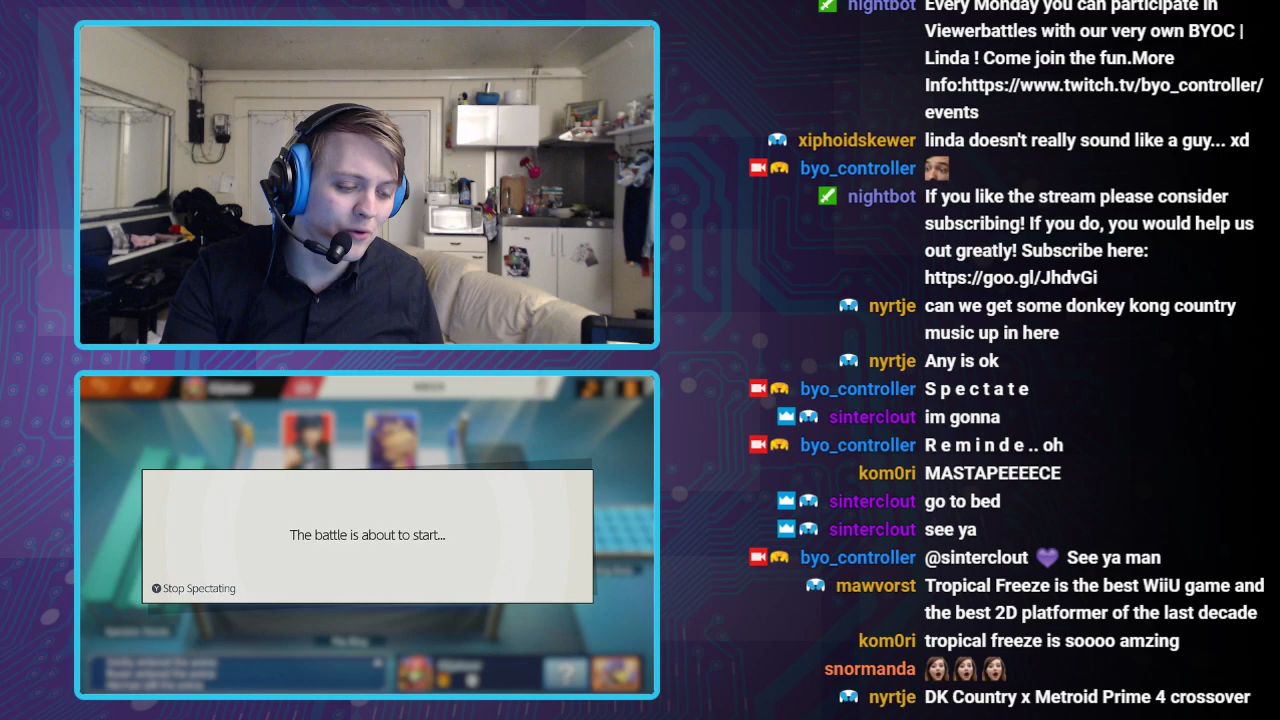 nightbot Every Monday you can participate in
Viewerbattles with our very own BYOC |
Linda ! Come join the fun.More
Info:https://www.twitch.tv/byo_controller/
events
xiphoidskewer linda doesn't really sound like a guy... xd
byo_controller
nightbot If you like the stream please consider
subscribing! If you do, you would help us
out greatly! Subscribe here:
https://goo.gl/JhdvGi
nyrtje can we get some donkey kong country
music up in here
nyrtje Any is ok
byo_controller S p e c t a t e
sinterclout im gonna
byo_controller R e m i n d e .. oh
kom0ri MASTAPEEEECE
sinterclout go to bed
sinterclout see ya
byo_controller @sinterclout 💜 See ya man
mawvorst Tropical Freeze is the best WiiU game and
the best 2D platformer of the last decade
kom0ri tropical freeze is soooo amzing
snormanda
nyrtje DK Country x Metroid Prime 4 crossover
The battle is about to start...
Y Stop Spectating